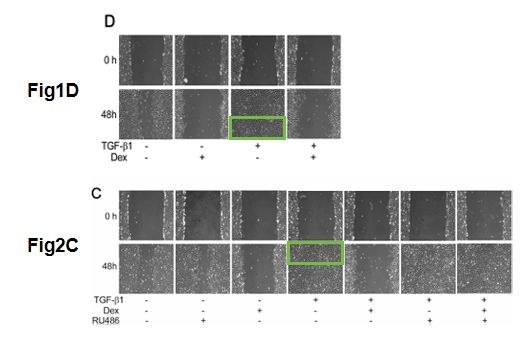 D
Fig1D
0 h
48h
TGF-β1 - - + +
Dex - + - +
C
Fig2C
0 h
48h
TGF-β1 - - - + + + +
Dex - - + - + - +
RU486 - + - - - + +